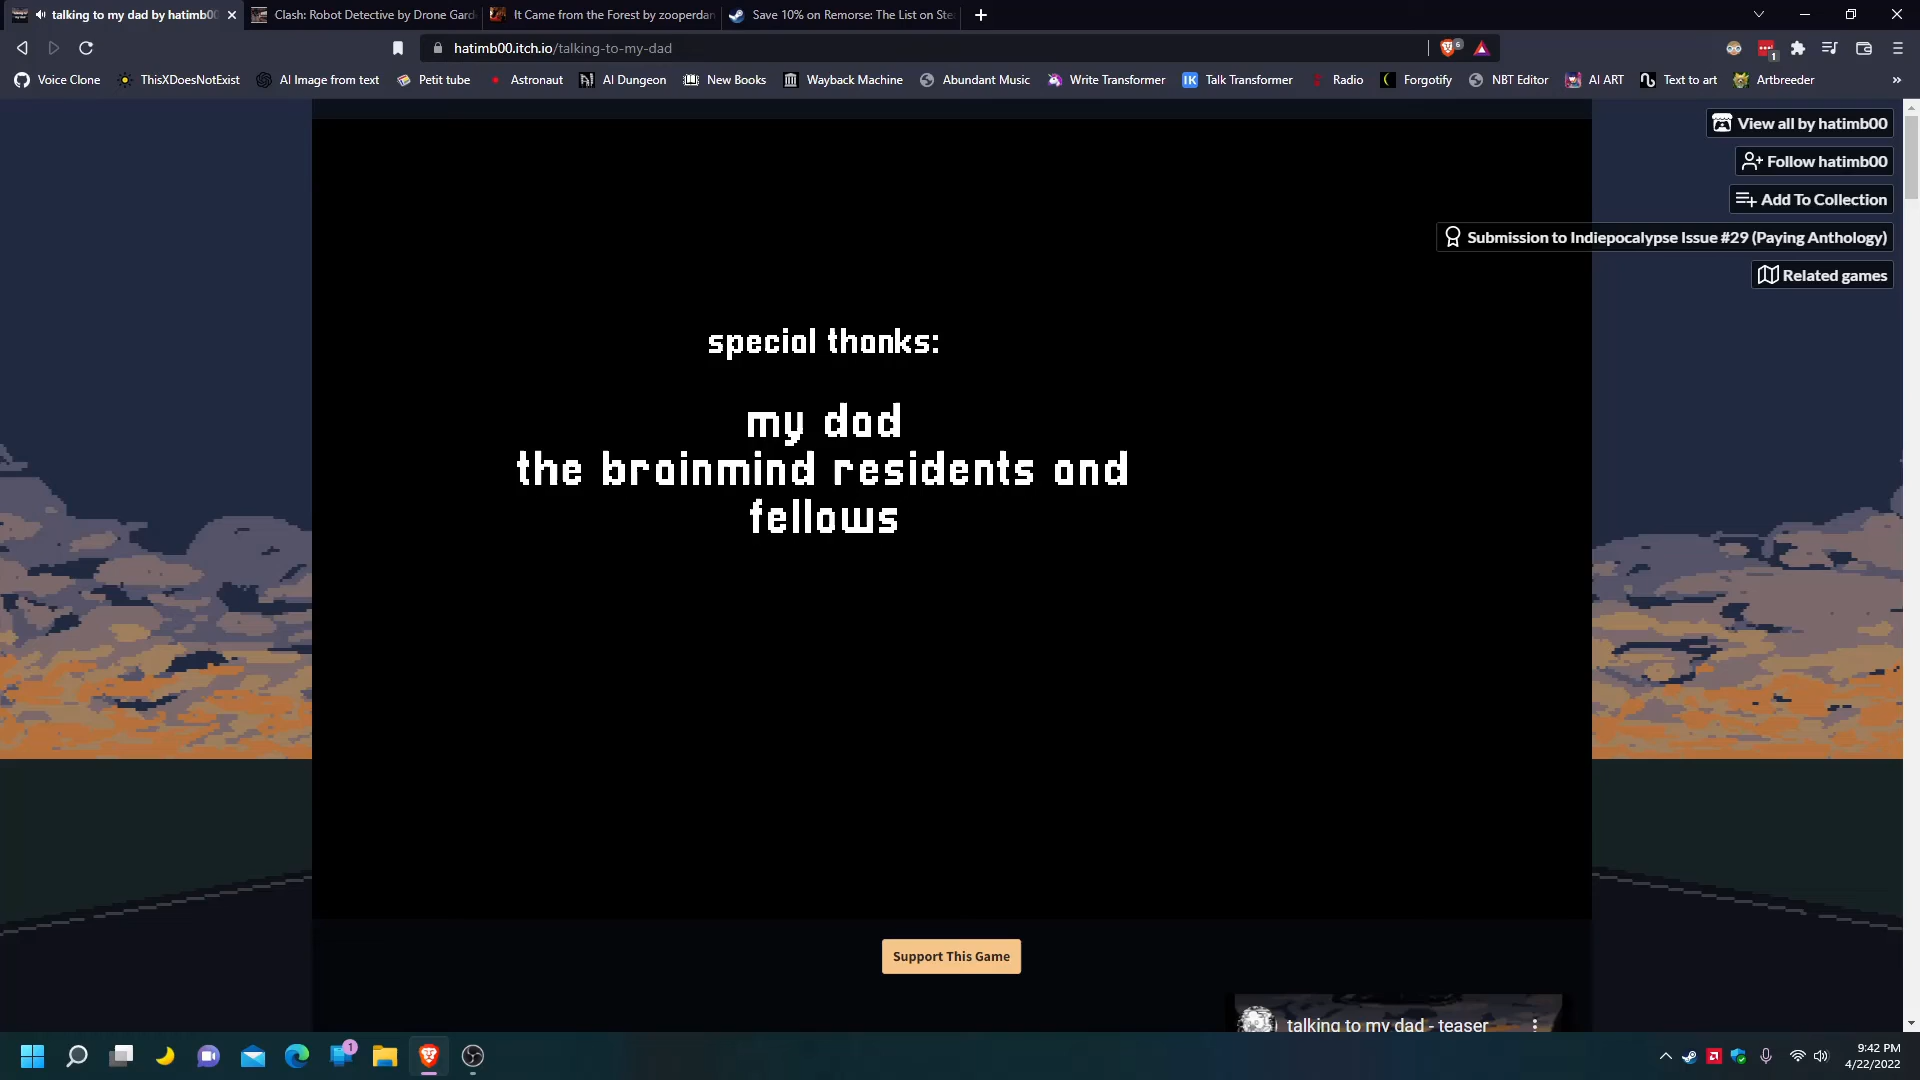 talking to my dad by hatimb00
Clash: Robot Detective by Drone Gard
It Came from the Forest by zooperdan
Save 10% on Remorse: The List on Ste
hatimb00.itch.io/talking-to-my-dad
6
1
Voice Clone
ThisXDoesNotExist
AI Image from text
Petit tube
Astronaut
AI Dungeon
New Books
Wayback Machine
Abundant Music
Write Transformer
IK
Talk Transformer
Radio
Forgotify
NBT Editor
AI ART
Text to art
Artbreeder
»
View all by hatimb00
Follow hatimb00
Add To Collection
Submission to Indiepocalypse Issue #29 (Paying Anthology)
Related games
special thanks:
my dad
the brainmind residents and
fellows
Support This Game
talking to my dad - teaser
1
9:42 PM
4/22/2022